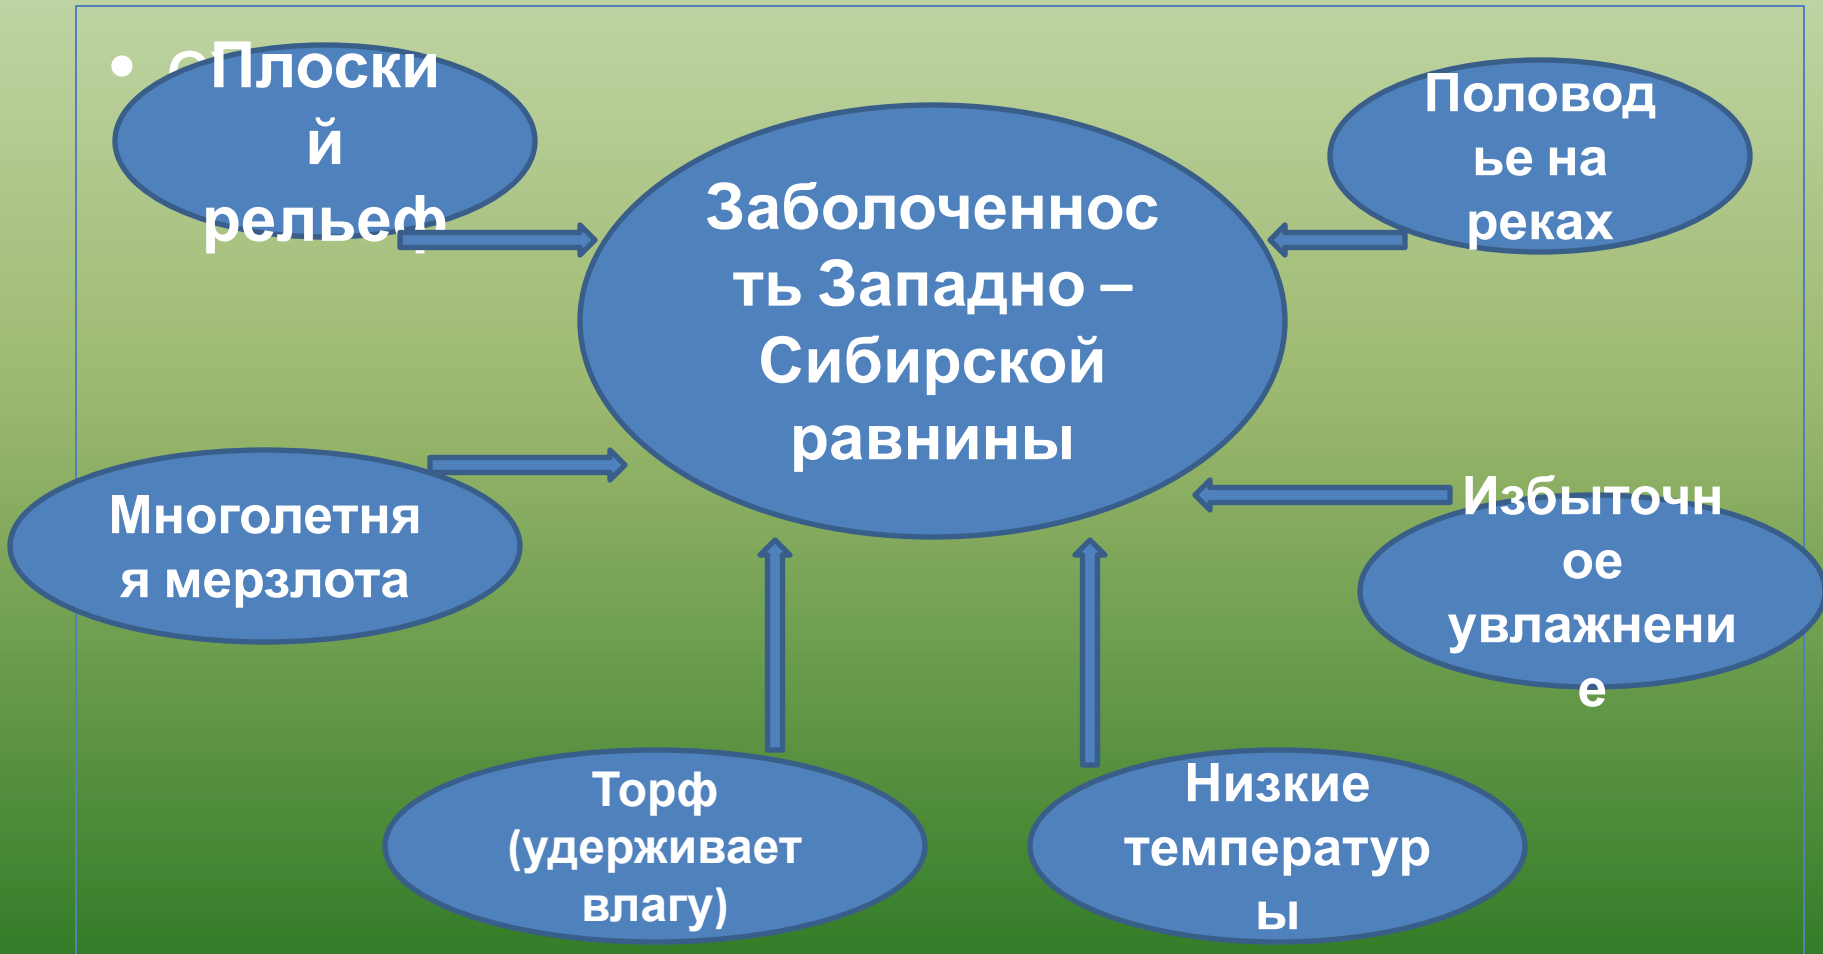 Плоски
й
рельеф
Половод
ье на
реках
Заболоченнос
ть Западно –
Сибирской
равнины
Многолетня
я мерзлота
Избыточн
ое
увлажнени
е
Торф
(удерживает
влагу)
Низкие
температур
ы